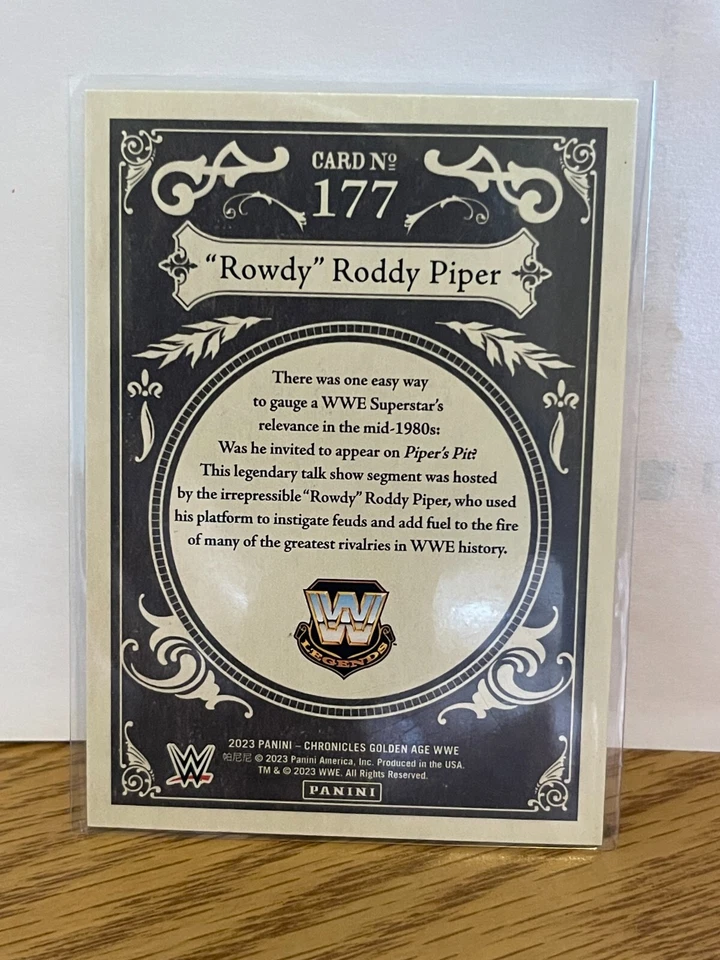 CARD Nº
177
“Rowdy” Roddy Piper
There was one easy way
to gauge a WWE Superstar’s
relevance in the mid-1980s:
Was he invited to appear on Piper’s Pit?
This legendary talk show segment was hosted
by the irrepressible “Rowdy” Roddy Piper, who used
his platform to instigate feuds and add fuel to the fire
of many of the greatest rivalries in WWE history.
W
LEGENDS
™
2023 PANINI – CHRONICLES GOLDEN AGE WWE
帕尼尼 © 2023 Panini America, Inc. Produced in the USA.
TM & © 2023 WWE. All Rights Reserved.
W
PANINI